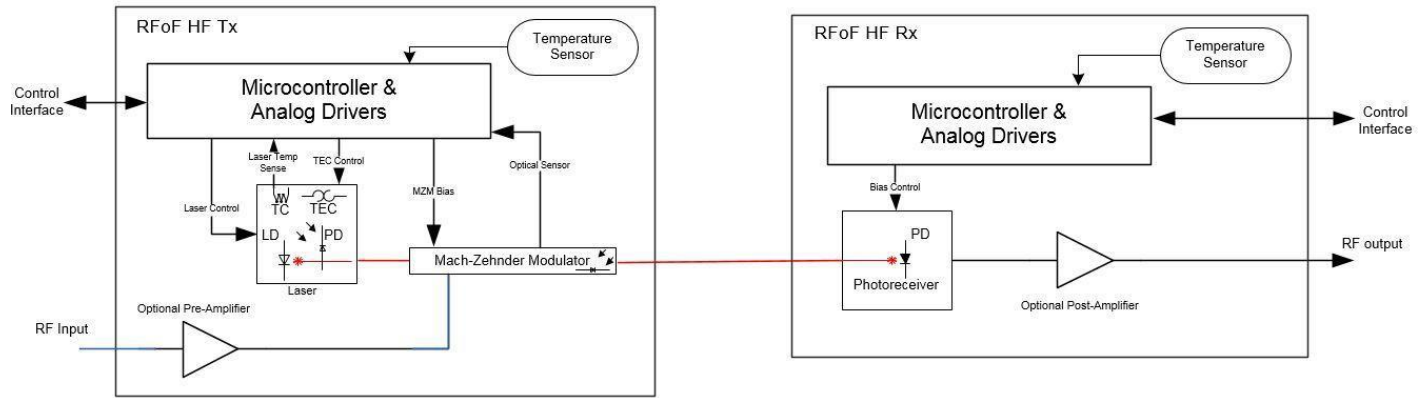 RFoF HF Tx
Temperature
Sensor
Control
Interface
Microcontroller &
Analog Drivers
Laser Temp
Sense
TEC Control
Optical Sensor
Laser Control
MZM Bias
TC
TEC
LD
PD
Laser
Mach-Zehnder Modulator
Optional Pre-Amplifier
RF Input
RFoF HF Rx
Temperature
Sensor
Microcontroller &
Analog Drivers
Control
Interface
Bias Control
PD
Photoreceiver
Optional Post-Amplifier
RF output